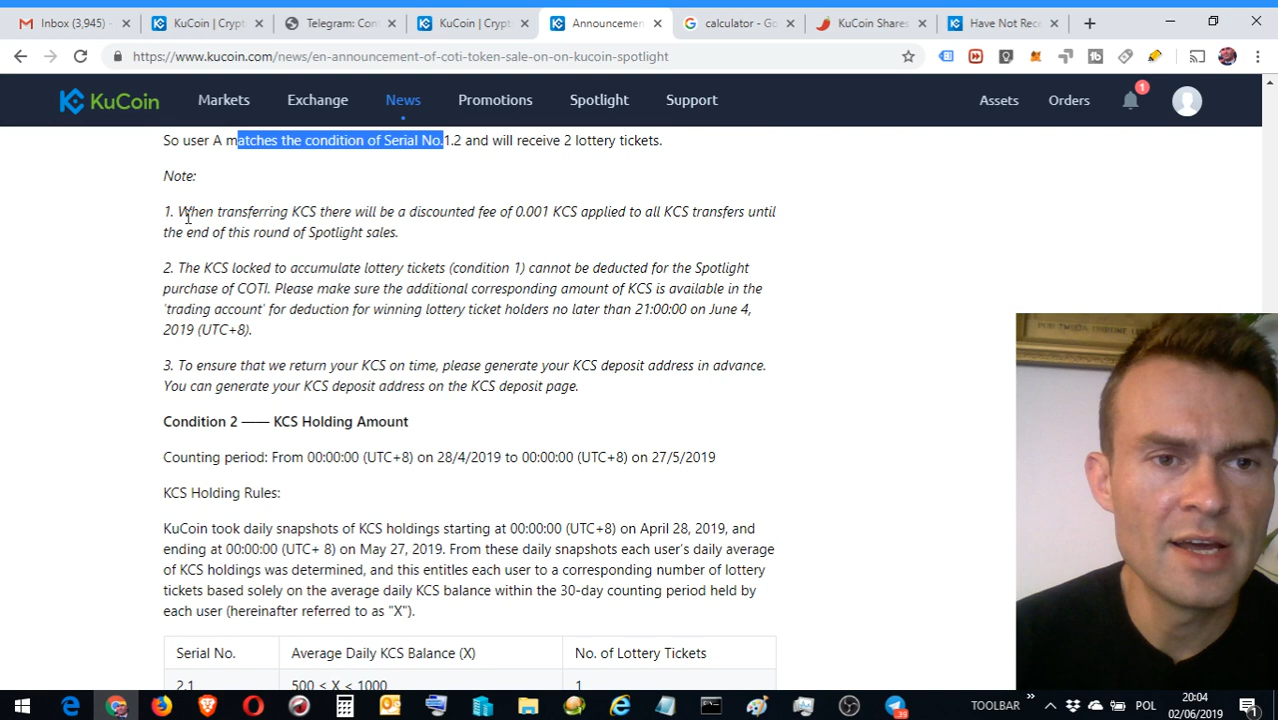 Inbox (3,945) -
KuCoin | Crypt
Telegram: Con
KuCoin | Crypt
Announcemen
calculator - Go
KuCoin Shares
Have Not Rece
https://www.kucoin.com/news/en-announcement-of-coti-token-sale-on-on-kucoin-spotlight
KuCoin
Markets
Exchange
News
Promotions
Spotlight
Support
Assets
Orders
1
So user A matches the condition of Serial No.1.2 and will receive 2 lottery tickets.
Note:
1. When transferring KCS there will be a discounted fee of 0.001 KCS applied to all KCS transfers until
the end of this round of Spotlight sales.
2. The KCS locked to accumulate lottery tickets (condition 1) cannot be deducted for the Spotlight
purchase of COTI. Please make sure the additional corresponding amount of KCS is available in the
'trading account' for deduction for winning lottery ticket holders no later than 21:00:00 on June 4,
2019 (UTC+8).
3. To ensure that we return your KCS on time, please generate your KCS deposit address in advance.
You can generate your KCS deposit address on the KCS deposit page.
Condition 2 —— KCS Holding Amount
Counting period: From 00:00:00 (UTC+8) on 28/4/2019 to 00:00:00 (UTC+8) on 27/5/2019
KCS Holding Rules:
KuCoin took daily snapshots of KCS holdings starting at 00:00:00 (UTC+8) on April 28, 2019, and
ending at 00:00:00 (UTC+ 8) on May 27, 2019. From these daily snapshots each user's daily average
of KCS holdings was determined, and this entitles each user to a corresponding number of lottery
tickets based solely on the average daily KCS balance within the 30-day counting period held by
each user (hereinafter referred to as "X").
Serial No.
Average Daily KCS Balance (X)
No. of Lottery Tickets
2.1
500 < X < 1000
1
TOOLBAR
POL
20:04
02/06/2019